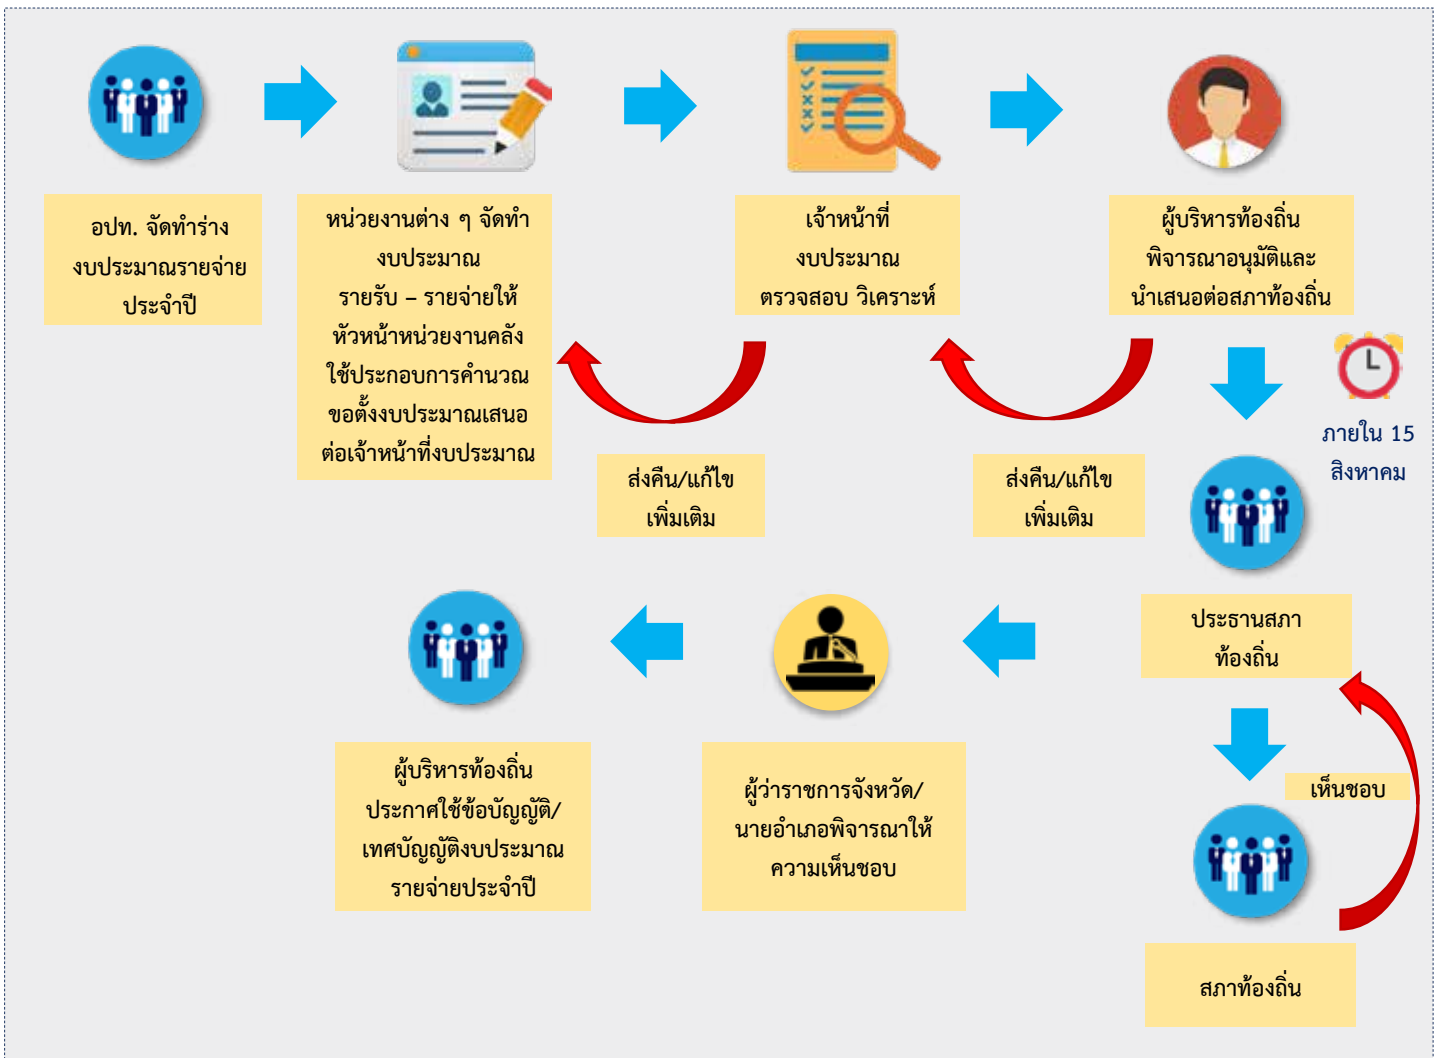 อปท. จัดทำร่าง
งบประมาณรายจ่าย
ประจำปี
หน่วยงานต่าง ๆ จัดทำ
งบประมาณ
รายรับ – รายจ่ายให้
หัวหน้าหน่วยงานคลัง
ใช้ประกอบการคำนวณ
ขอตั้งงบประมาณเสนอ
ต่อเจ้าหน้าที่งบประมาณ
เจ้าหน้าที่
งบประมาณ
ตรวจสอบ วิเคราะห์
ผู้บริหารท้องถิ่น
พิจารณาอนุมัติและ
นำเสนอต่อสภาท้องถิ่น
ส่งคืน/แก้ไข
เพิ่มเติม
ส่งคืน/แก้ไข
เพิ่มเติม
ภายใน 15
สิงหาคม
ประธานสภา
ท้องถิ่น
เห็นชอบ
สภาท้องถิ่น
ผู้ว่าราชการจังหวัด/
นายอำเภอพิจารณาให้
ความเห็นชอบ
ผู้บริหารท้องถิ่น
ประกาศใช้ข้อบัญญัติ/
เทศบัญญัติงบประมาณ
รายจ่ายประจำปี